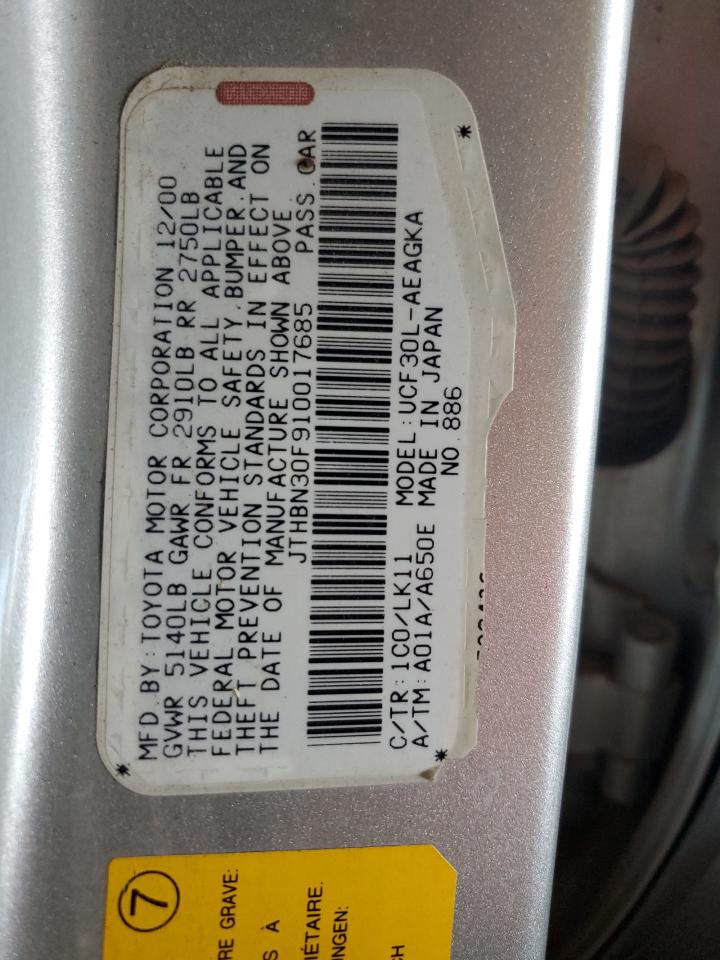 MFD. BY: TOYOTA MOTOR CORPORATION 12/00
GVWR 5140LB GAWR FR 2910LB RR 2750LB
THIS VEHICLE CONFORMS TO ALL APPLICABLE
FEDERAL MOTOR VEHICLE SAFETY, BUMPER, AND
THEFT PREVENTION STANDARDS IN EFFECT ON
THE DATE OF MANUFACTURE SHOWN ABOVE.
JTHBN30F910017685 PASS. CAR
C/TR: 1C0/LK11 MODEL: UCF30L-AEAGKA
A/TM: A01A/A650E MADE IN JAPAN
NO. 886
7
RE GRAVE:
S À
IÉTAIRE.
UNGEN:
CH